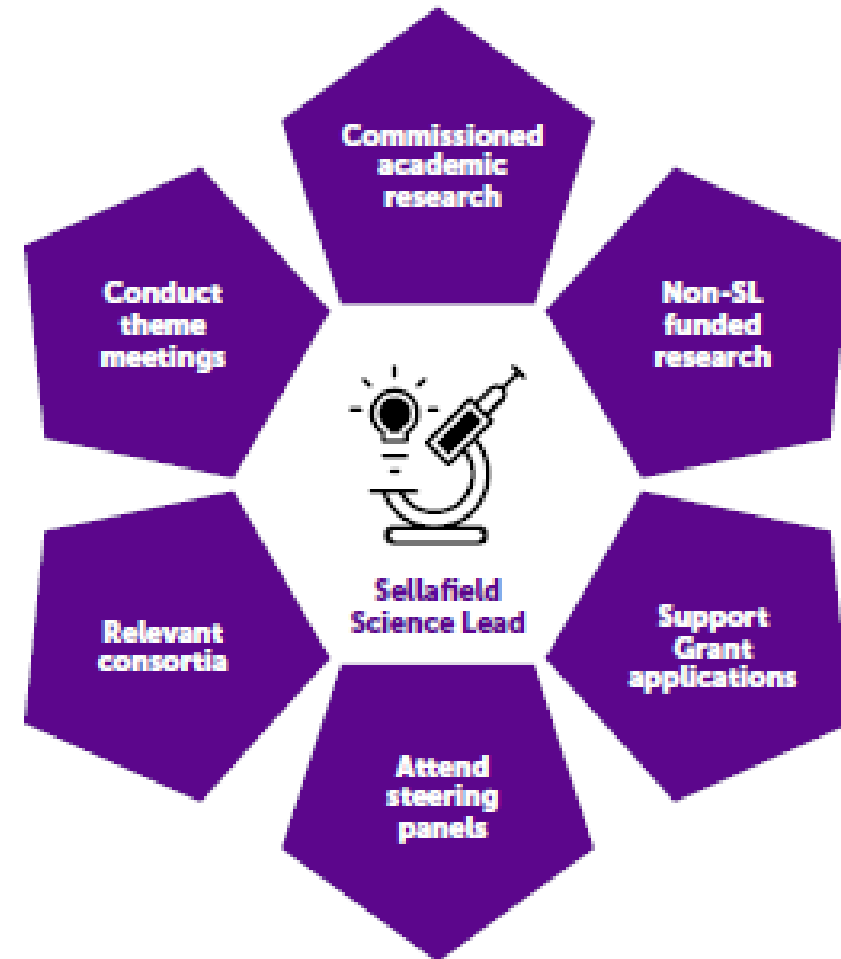 Commissioned
academic
research
Conduct
theme
meetings
Non-SL
funded
research
Sellafield
Science Lead
Relevant
consortia
Support
Grant
applications
Attend
steering
panels